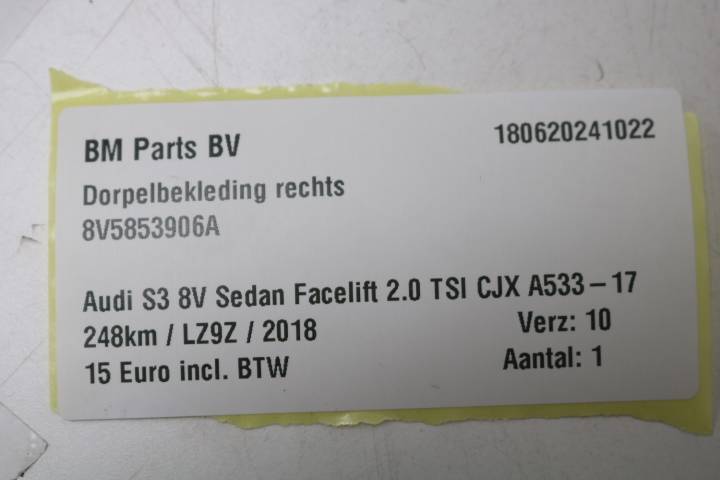 BM Parts BV 180620241022
Dorpelbekleding rechts
8V5853906A
Audi S3 8V Sedan Facelift 2.0 TSI CJX A533-17
248km / LZ9Z / 2018 Verz: 10
15 Euro incl. BTW Aantal: 1